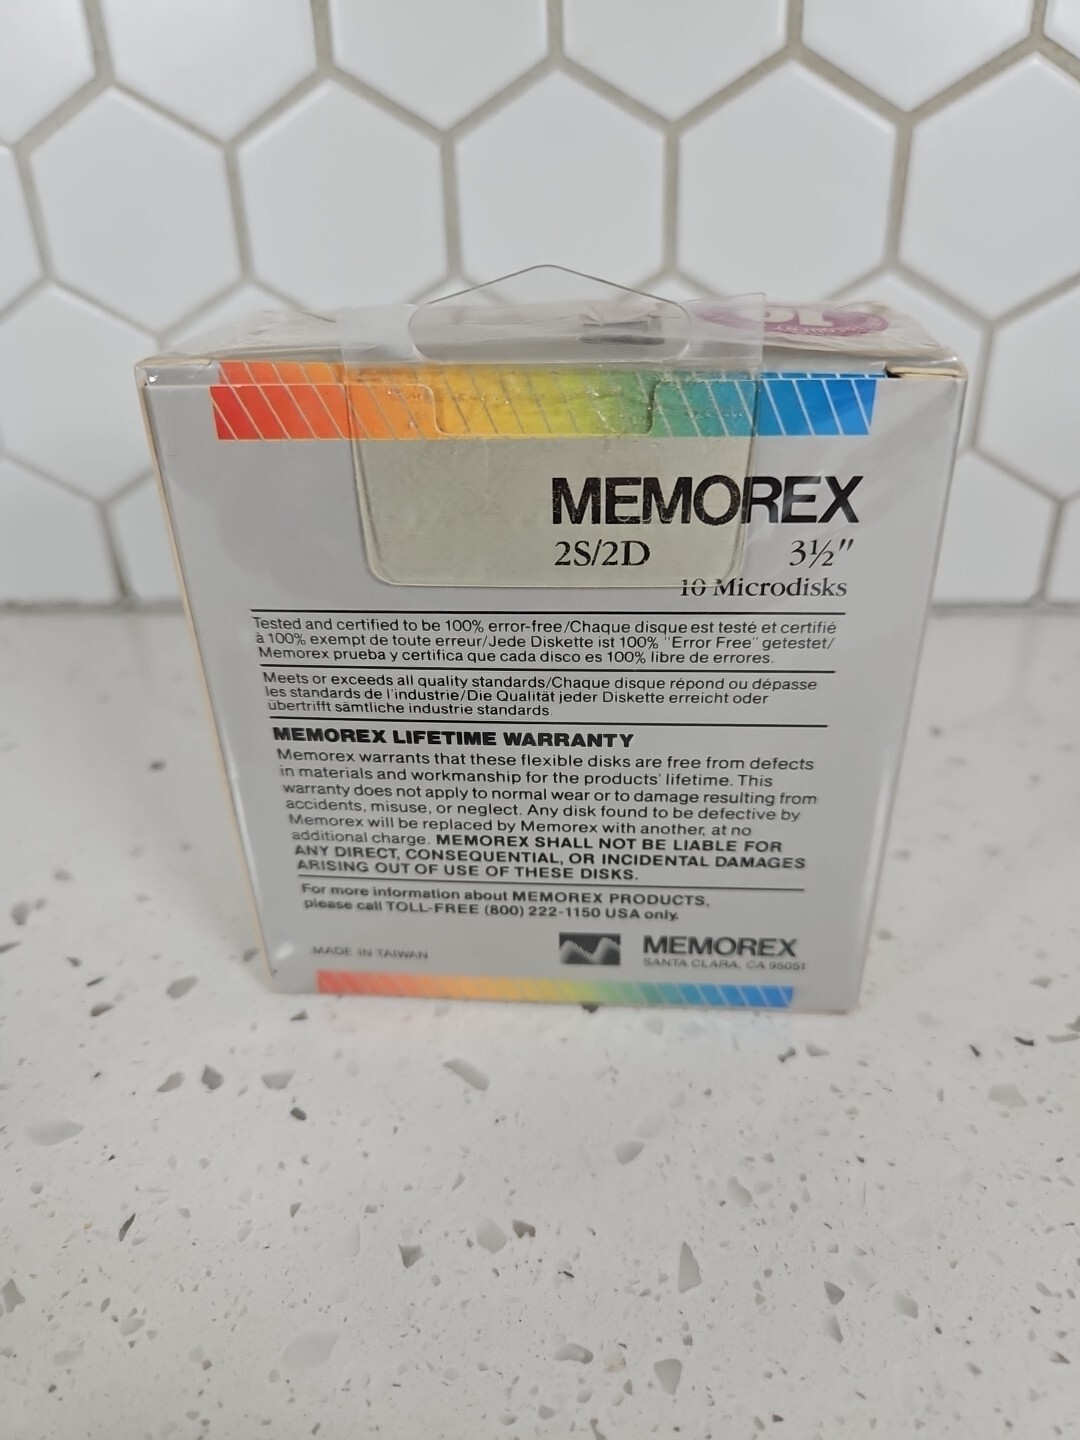 10
MEMOREX
2S/2D 3½"
10 Microdisks
Tested and certified to be 100% error-free/Chaque disque est testé et certifié
à 100% exempt de toute erreur/Jede Diskette ist 100% "Error Free" getestet/
Memorex prueba y certifica que cada disco es 100% libre de errores.
Meets or exceeds all quality standards/Chaque disque répond ou dépasse
les standards de l'industrie/Die Qualität jeder Diskette erreicht oder
übertrifft sämtliche industrie standards.
MEMOREX LIFETIME WARRANTY
Memorex warrants that these flexible disks are free from defects
in materials and workmanship for the products' lifetime. This
warranty does not apply to normal wear or to damage resulting from
accidents, misuse, or neglect. Any disk found to be defective by
Memorex will be replaced by Memorex with another, at no
additional charge. MEMOREX SHALL NOT BE LIABLE FOR
ANY DIRECT, CONSEQUENTIAL, OR INCIDENTAL DAMAGES
ARISING OUT OF USE OF THESE DISKS.
For more information about MEMOREX PRODUCTS,
please call TOLL-FREE (800) 222-1150 USA only.
MADE IN TAIWAN
MEMOREX
SANTA CLARA, CA 95051